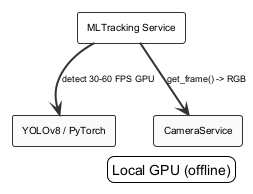 MLTracking Service
detect 30-60 FPS GPU
get_frame() -> RGB
YOLOv8 / PyTorch
CameraService
Local GPU (offline)